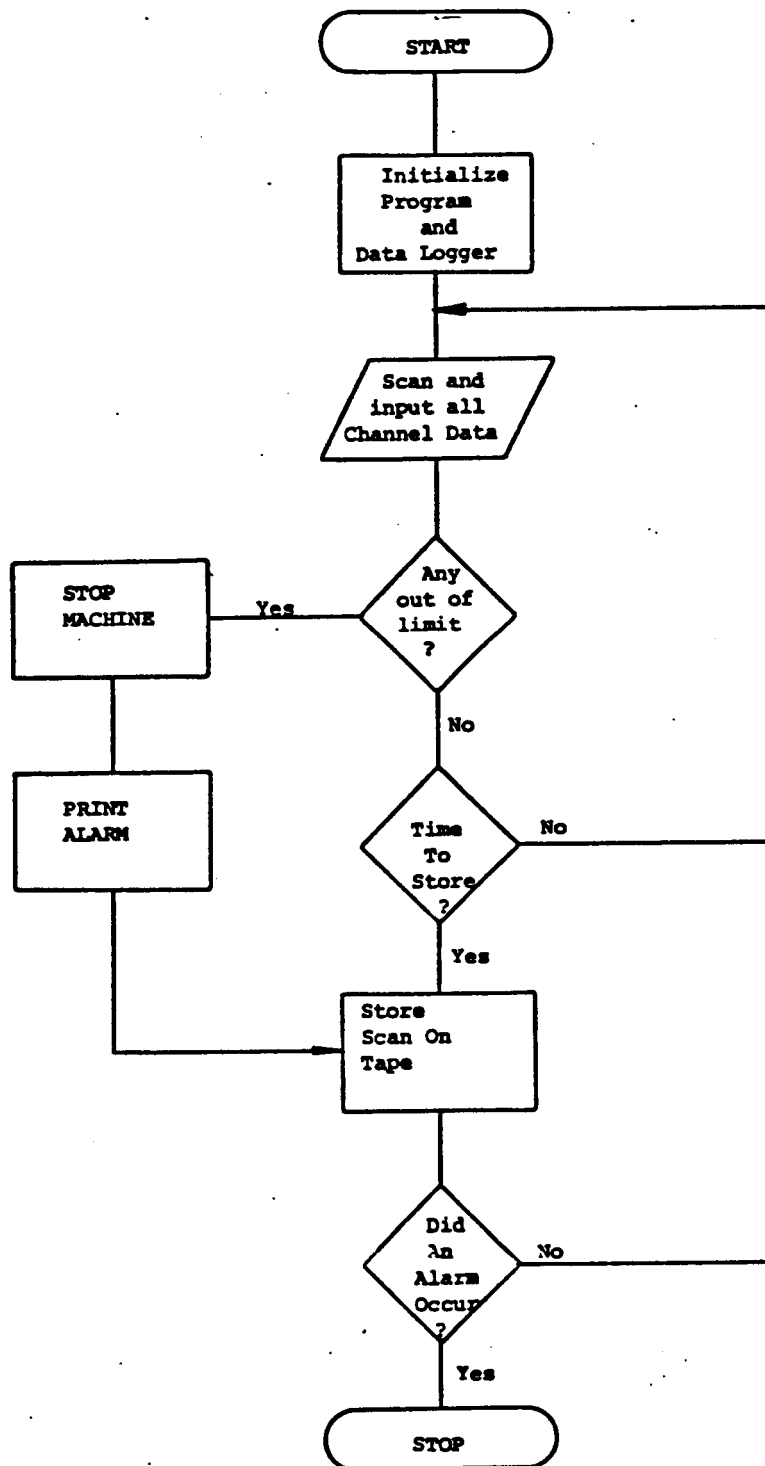 START
Initialize
Program
and
Data Logger
Scan and
input all
Channel Data
Any
out of
limit
?
Yes
STOP
MACHINE
No
PRINT
ALARM
Time
To
Store
?
No
Yes
Store
Scan On
Tape
Did
An
Alarm
Occur
?
No
Yes
STOP